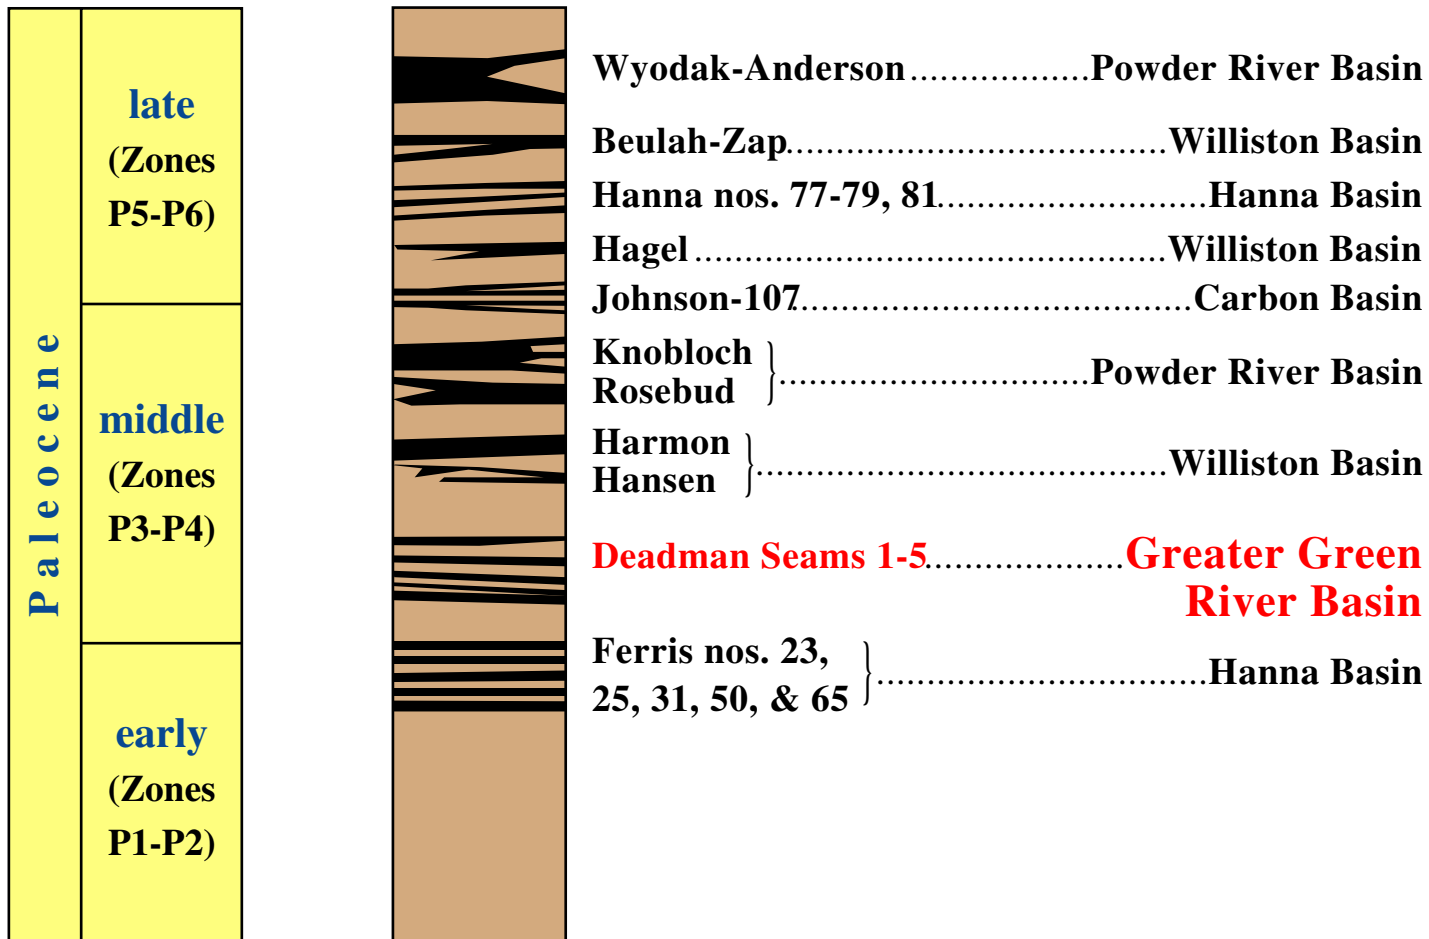 Paleocene
late
(Zones
P5-P6)
middle
(Zones
P3-P4)
early
(Zones
P1-P2)
Wyodak-Anderson..................Powder River Basin
Beulah-Zap......................................Williston Basin
Hanna nos. 77-79, 81...........................Hanna Basin
Hagel...............................................Williston Basin
Johnson-107........................................Carbon Basin
Knobloch
Rosebud
}...............................Powder River Basin
Harmon
Hansen
}.........................................Williston Basin
Deadman Seams 1-5....................Greater Green
River Basin
Ferris nos. 23,
25, 31, 50, & 65
}.................................Hanna Basin